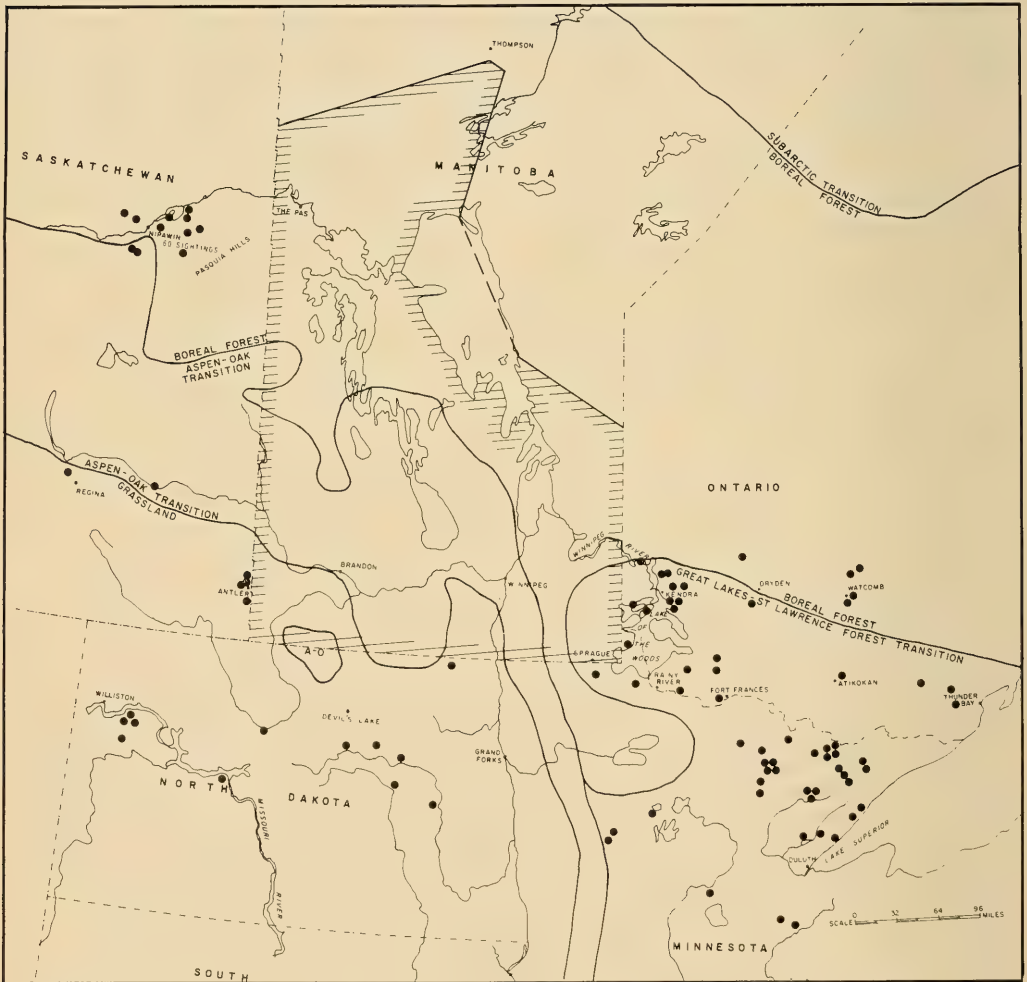 THOMPSON
SASKATCHEWAN
MANITOBA
SUBARCTIC TRANSITION
BOREAL FOREST
THE PAS
NIPAWIN
60 SIGHTINGS
PASQUIA HILLS
BOREAL FOREST
ASPEN-OAK
TRANSITION
ASPEN-OAK TRANSITION
GRASSLAND
REGINA
ONTARIO
WINNIPEG RIVER
BRANDON
WINNIPEG
ANTLER
KENORA
DRYDEN
WATCOMB
BOREAL FOREST
GREAT LAKES-ST LAWRENCE FOREST TRANSITION
LAKE
OF
THE
WOODS
A-O
SPRAGUE
RAINY
RIVER
FORT FRANCES
ATIKOKAN
THUNDER
BAY
WILLISTON
DEVIL'S LAKE
GRAND
FORKS
NORTH DAKOTA
MISSOURI RIVER
DULUTH
LAKE SUPERIOR
SCALE 0 32 64 96 MILES
MINNESOTA
SOUTH